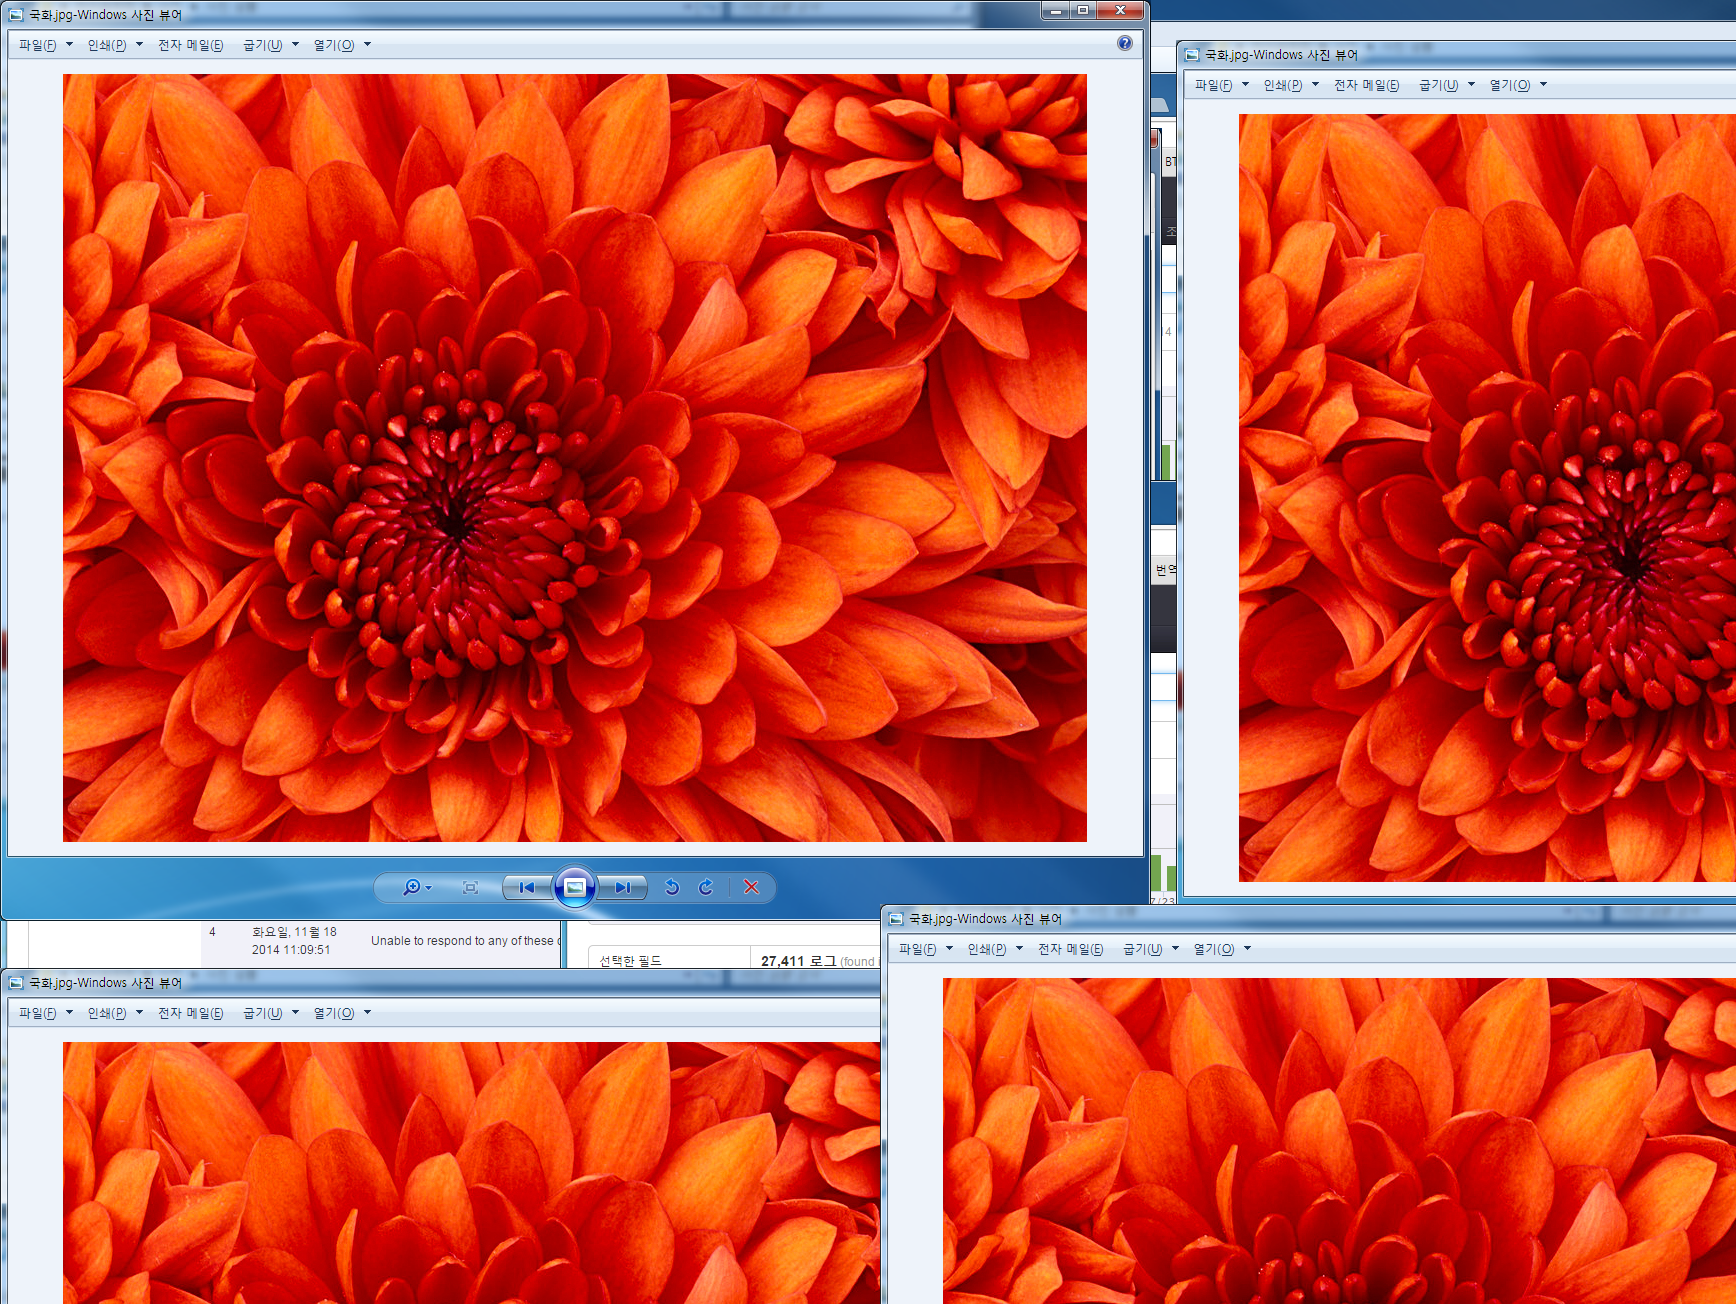 국화.jpg-Windows 사진 뷰어
파일(F) 인쇄(P) 전자 메일(E) 굽기(U) 열기(O)
국화.jpg-Windows 사진 뷰어
파일(F) 인쇄(P) 전자 메일(E) 굽기(U) 열기(O)
BT
조
14
번역
7/23
4
화요일, 11월 18
2014 11:09:51
Unable to respond to any of these
선택한 필드
27,411 로그 (found
국화.jpg-Windows 사진 뷰어
파일(F) 인쇄(P) 전자 메일(E) 굽기(U) 열기(O)
국화.jpg-Windows 사진 뷰어
파일(F) 인쇄(P) 전자 메일(E) 굽기(U) 열기(O)